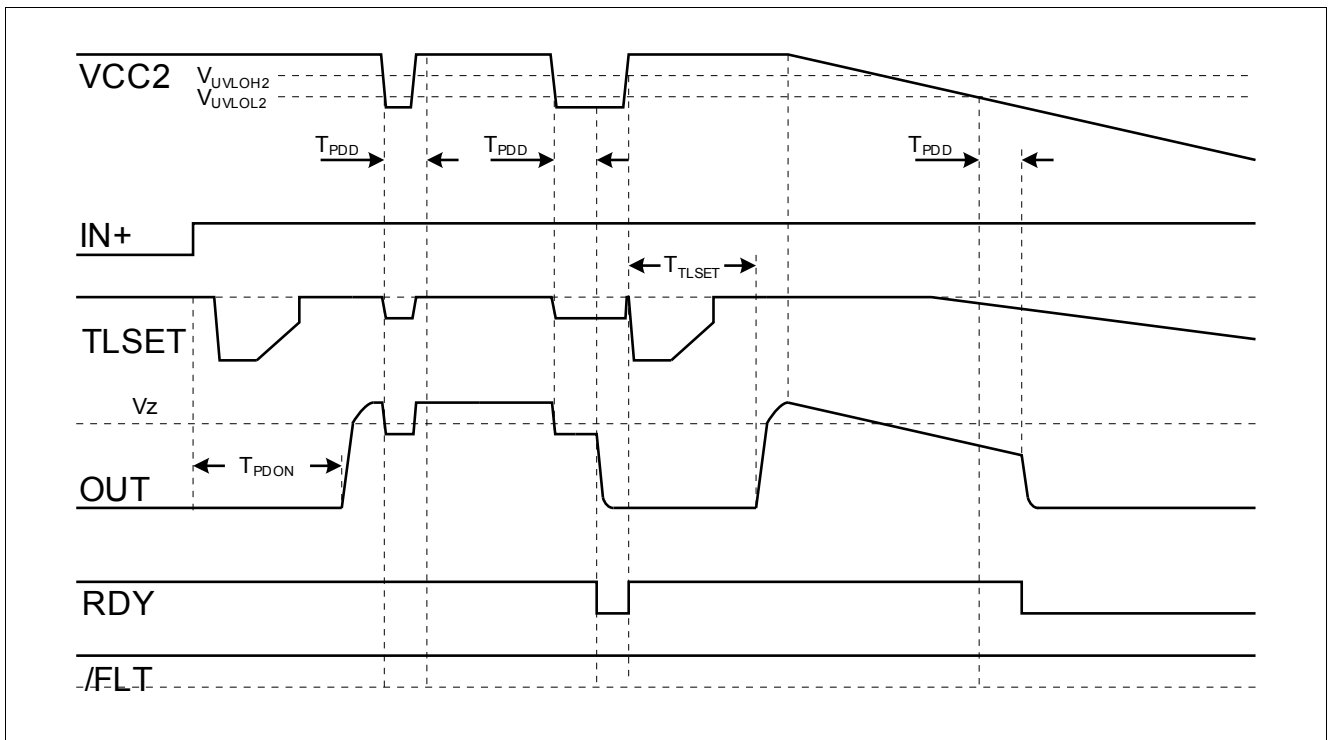 VCC2
VUVLOH2
VUVLOL2
TPDD
TPDD
TPDD
IN+
TTLSET
TLSET
Vz
TPDON
OUT
RDY
/FLT